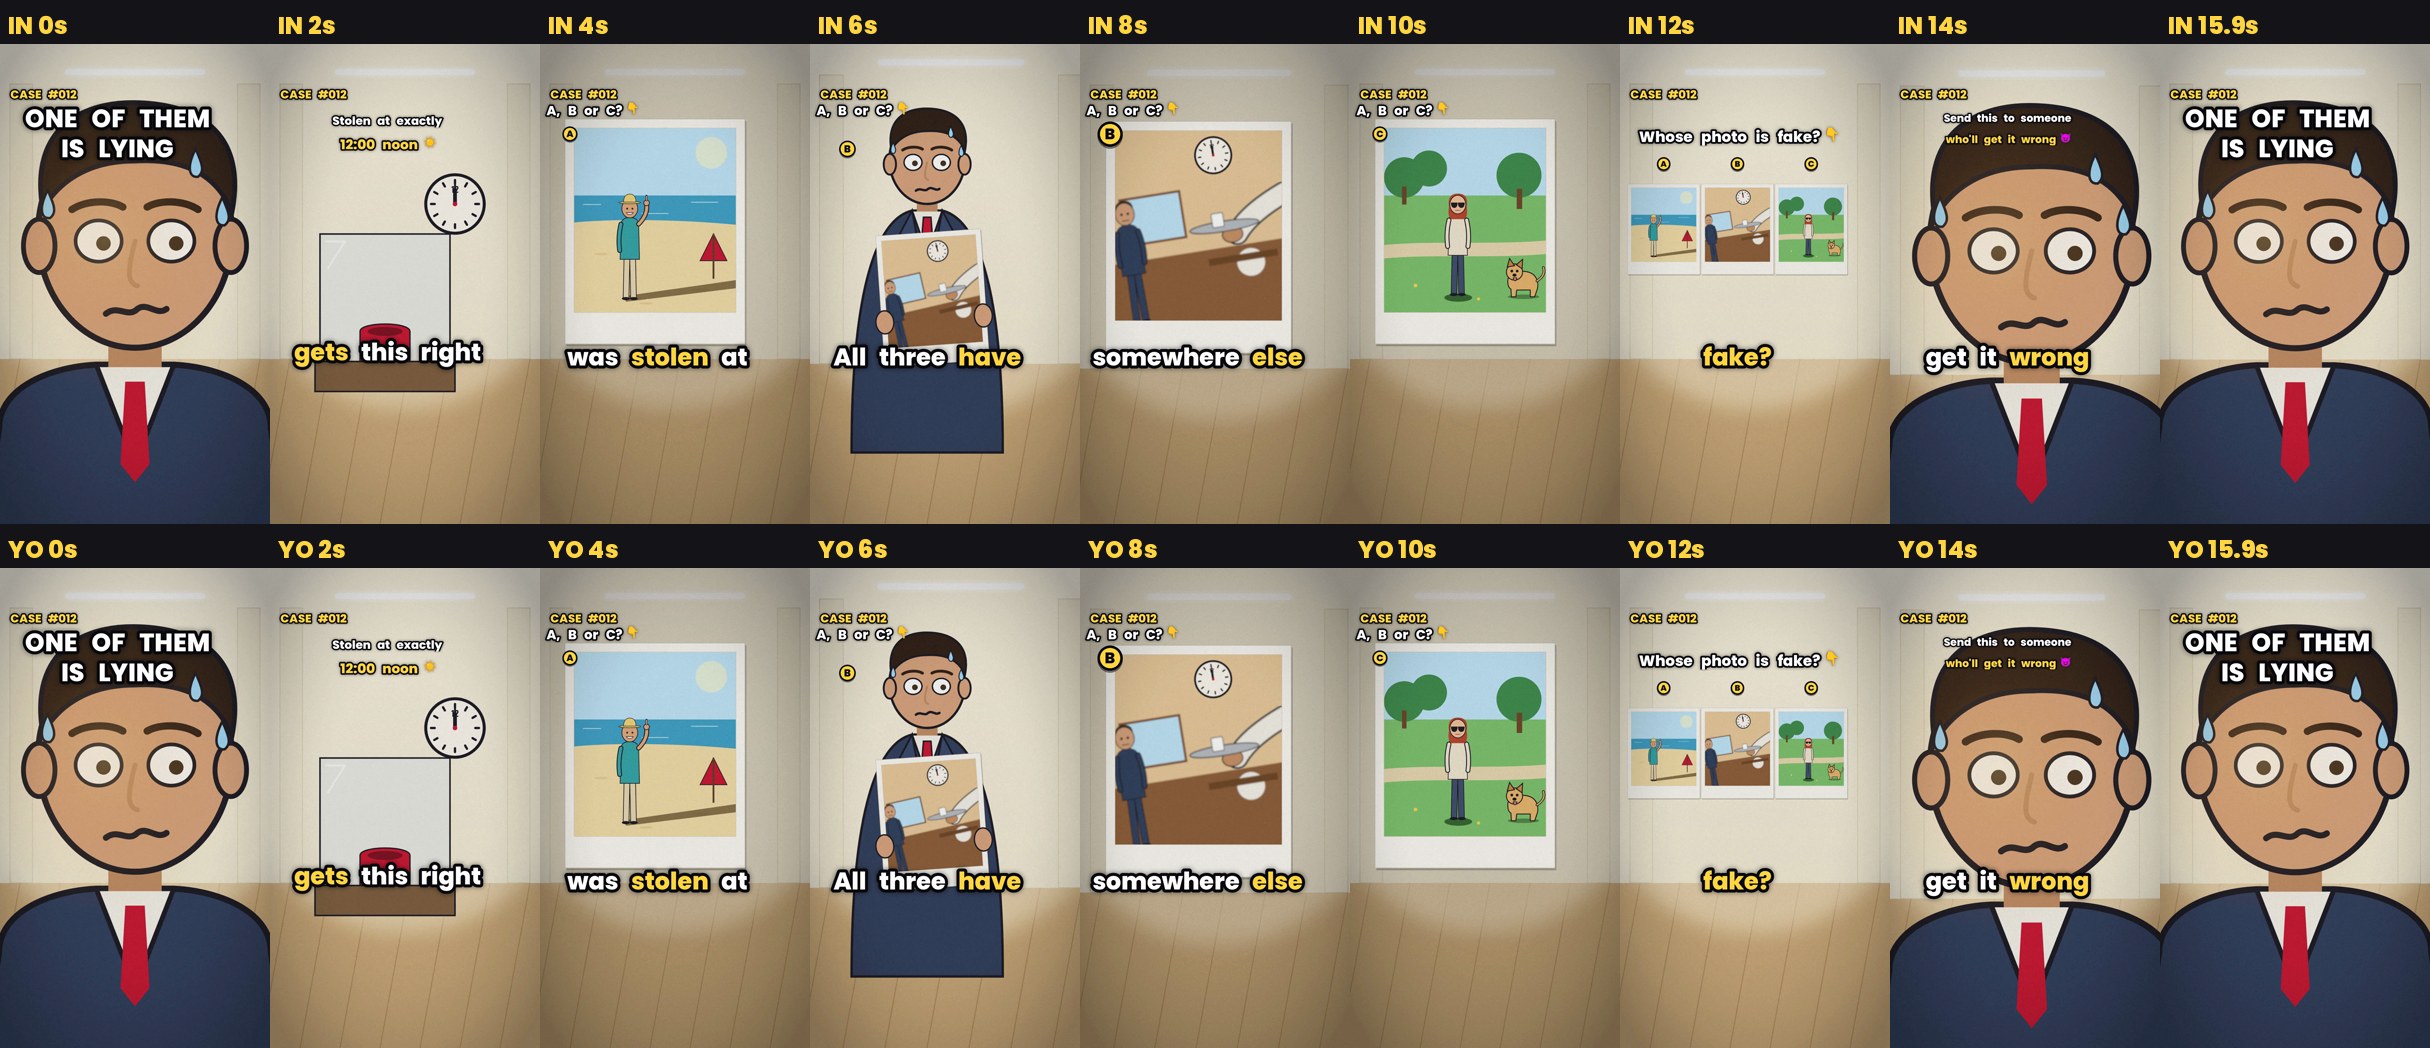 IN 0s
IN 2s
IN 4s
IN 6s
IN 8s
IN 10s
IN 12s
IN 14s
IN 15.9s
CASE #012
ONE OF THEM
IS LYING
CASE #012
Stolen at exactly
12:00 noon
gets this right
CASE #012
A, B or C?
A
was stolen at
CASE #012
A, B or C?
B
All three have
CASE #012
A, B or C?
B
somewhere else
CASE #012
A, B or C?
C
CASE #012
Whose photo is fake?
A B C
fake?
CASE #012
Send this to someone
who'll get it wrong
get it wrong
CASE #012
ONE OF THEM
IS LYING
YO 0s
YO 2s
YO 4s
YO 6s
YO 8s
YO 10s
YO 12s
YO 14s
YO 15.9s
CASE #012
ONE OF THEM
IS LYING
CASE #012
Stolen at exactly
12:00 noon
gets this right
CASE #012
A, B or C?
A
was stolen at
CASE #012
A, B or C?
B
All three have
CASE #012
A, B or C?
B
somewhere else
CASE #012
A, B or C?
C
CASE #012
Whose photo is fake?
A B C
fake?
CASE #012
Send this to someone
who'll get it wrong
get it wrong
CASE #012
ONE OF THEM
IS LYING